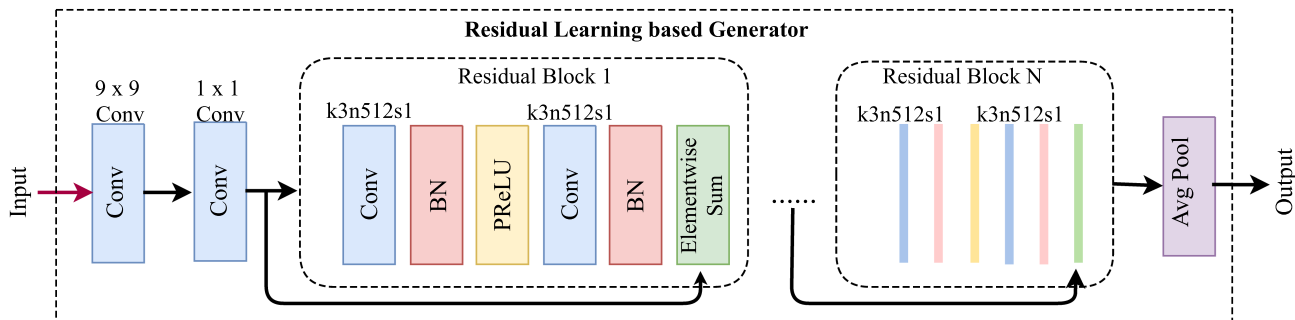 Residual Learning based Generator
Input
9 x 9
Conv
Conv
1 x 1
Conv
Conv
Residual Block 1
k3n512s1
Conv
BN
PReLU
k3n512s1
Conv
BN
Elementwise
Sum
......
Residual Block N
k3n512s1
k3n512s1
Avg Pool
Output